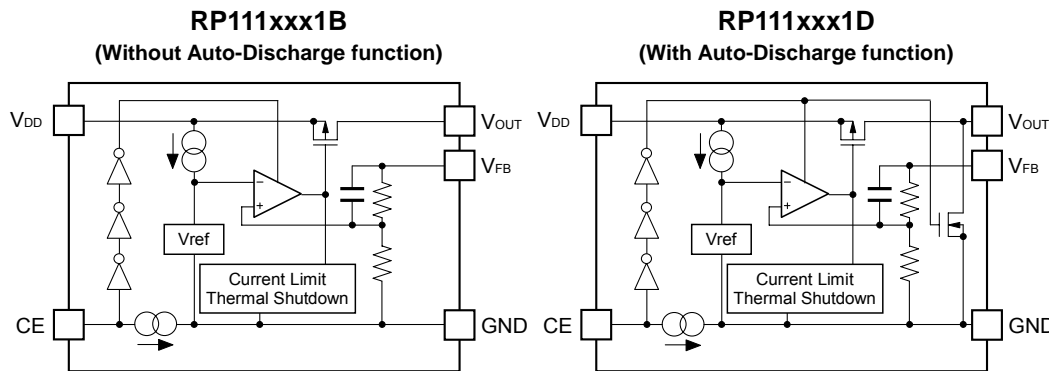 RP111xxx1B
(Without Auto-Discharge function)
VDD
VOUT
VFB
−
+
Vref
Current Limit
Thermal Shutdown
CE
GND
RP111xxx1D
(With Auto-Discharge function)
VDD
VOUT
VFB
−
+
Vref
Current Limit
Thermal Shutdown
CE
GND